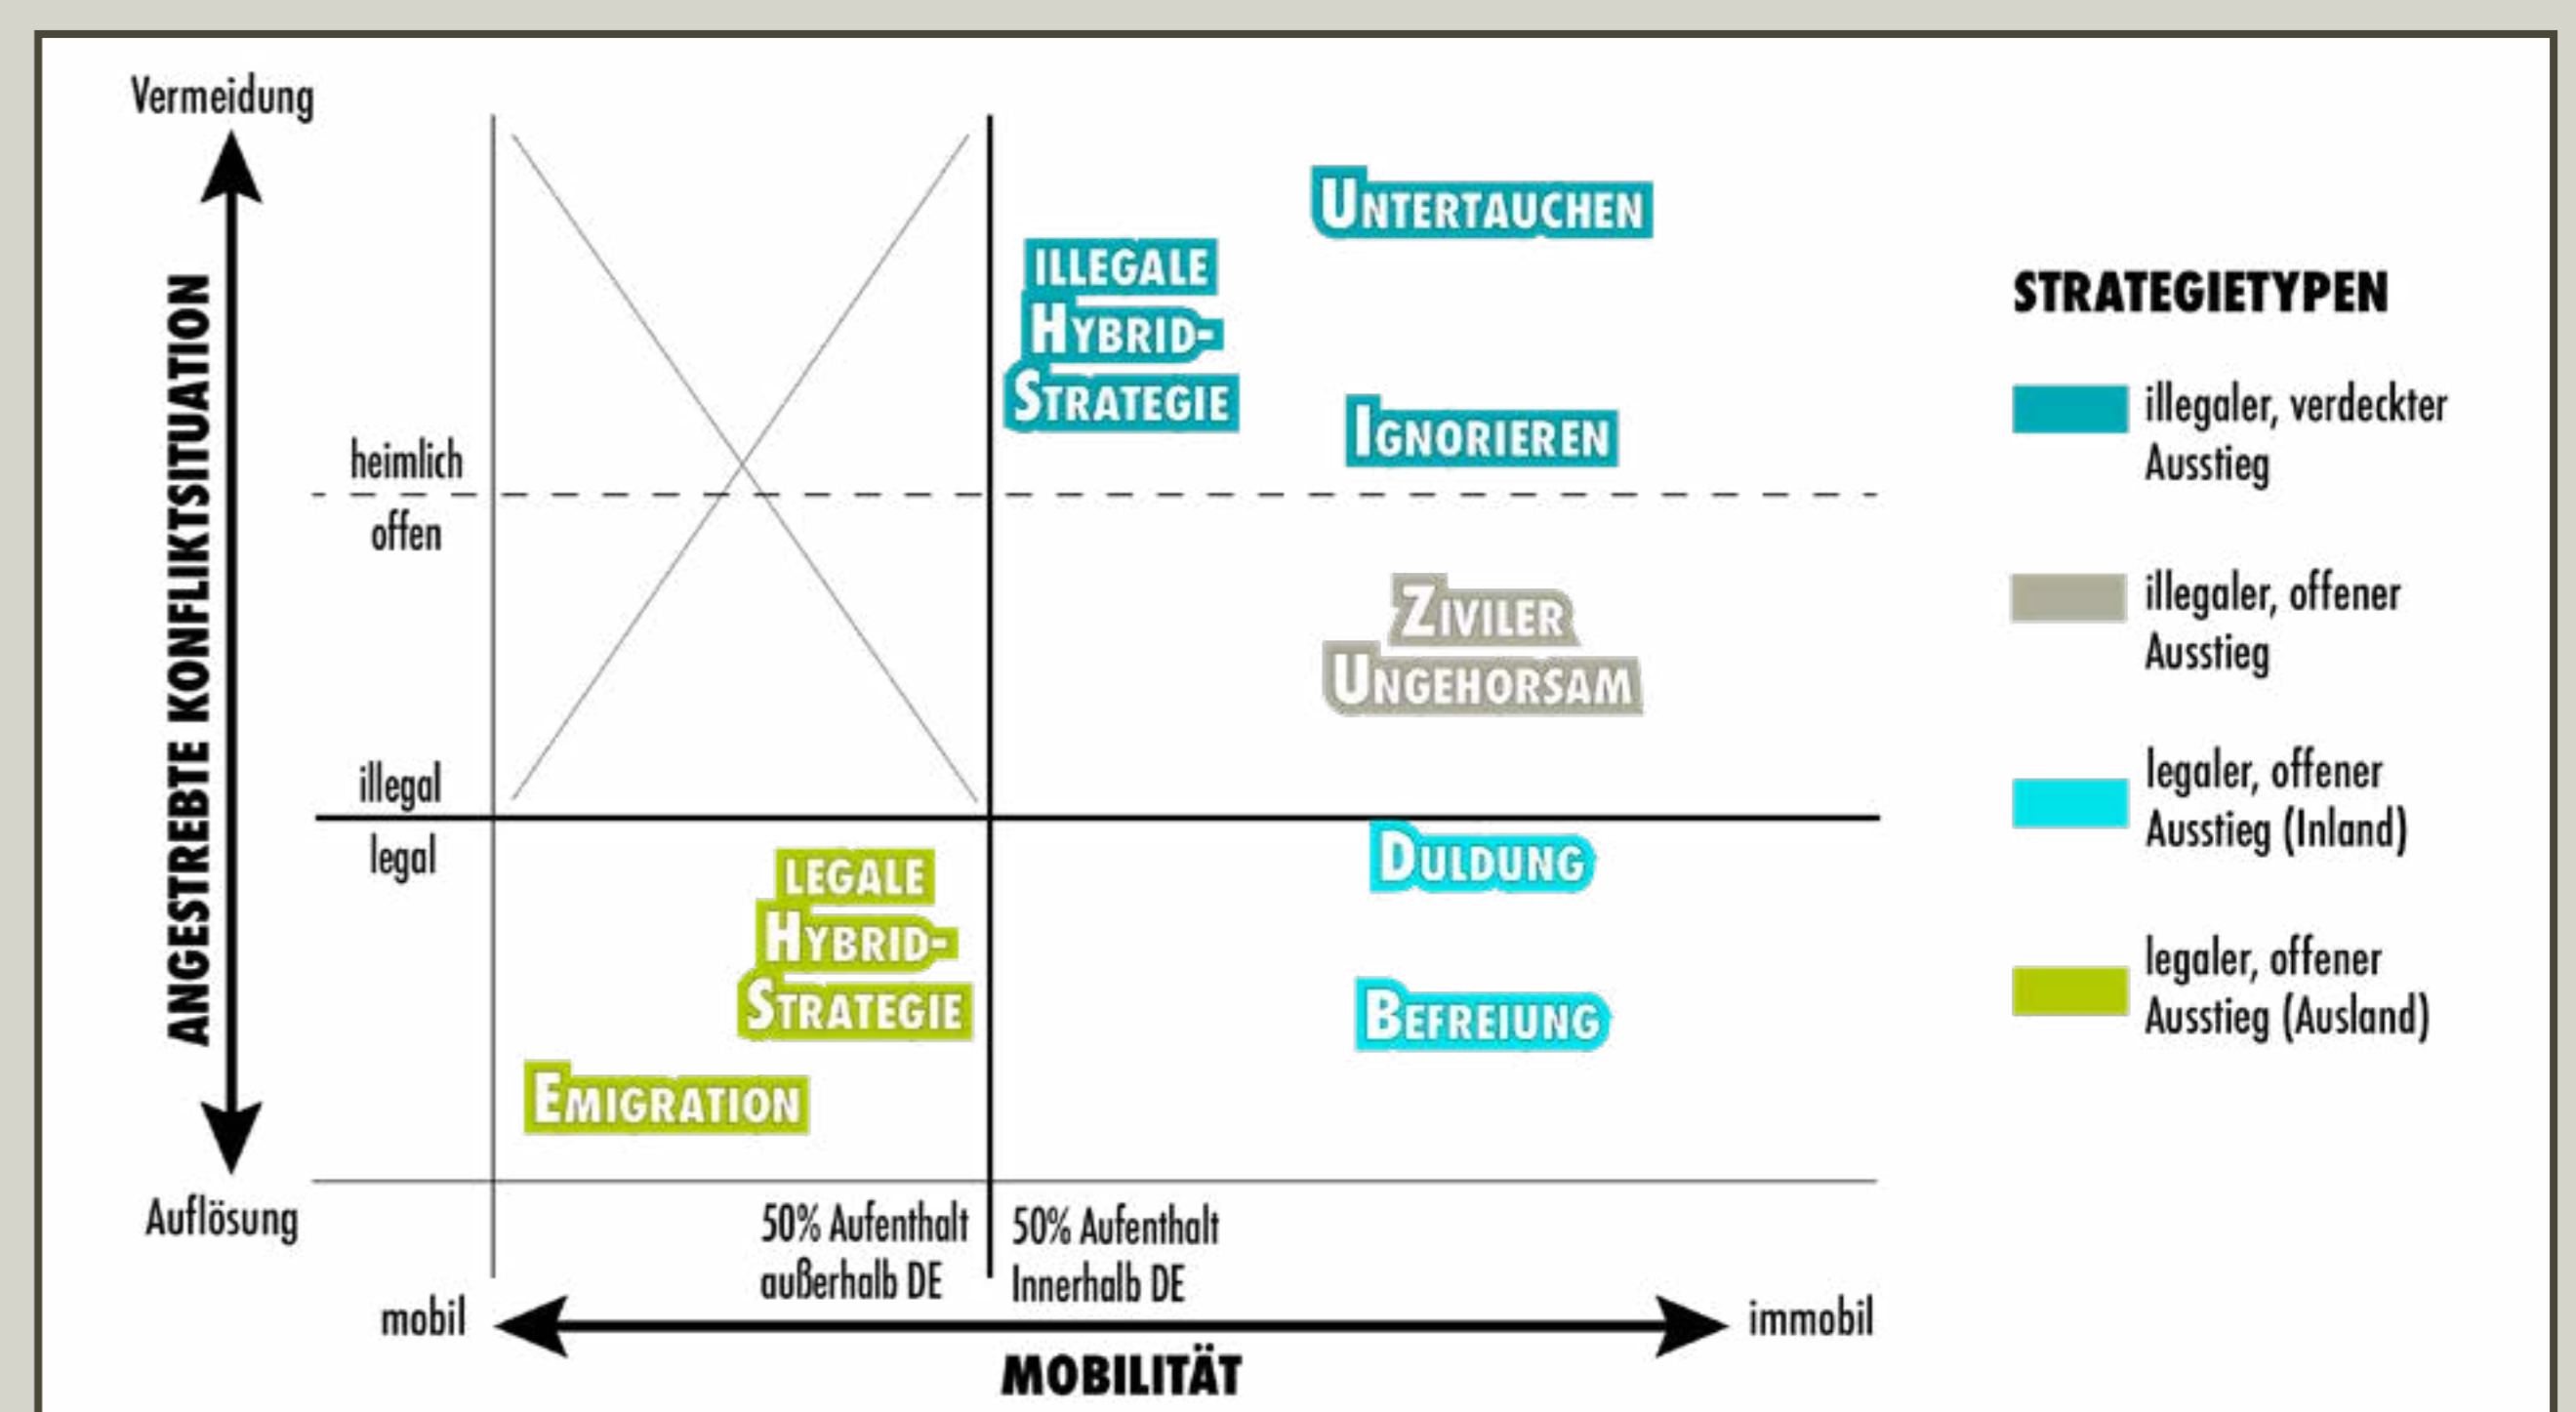 Vermeidung
ANGESTREBTE KONFLIKTSITUATION
Auflösung
heimlich
offen
illegal
legal
UNTERTAUCHEN
ILLEGALE
HYBRID-
STRATEGIE
IGNORIEREN
ZIVILER
UNGEHORSAM
DULDUNG
BEFREIUNG
LEGALE
HYBRID-
STRATEGIE
EMIGRATION
50% Aufenthalt
außerhalb DE
50% Aufenthalt
Innerhalb DE
mobil
immobil
MOBILITÄT
STRATEGIETYPEN
illegaler, verdeckter
Ausstieg
illegaler, offener
Ausstieg
legaler, offener
Ausstieg (Inland)
legaler, offener
Ausstieg (Ausland)